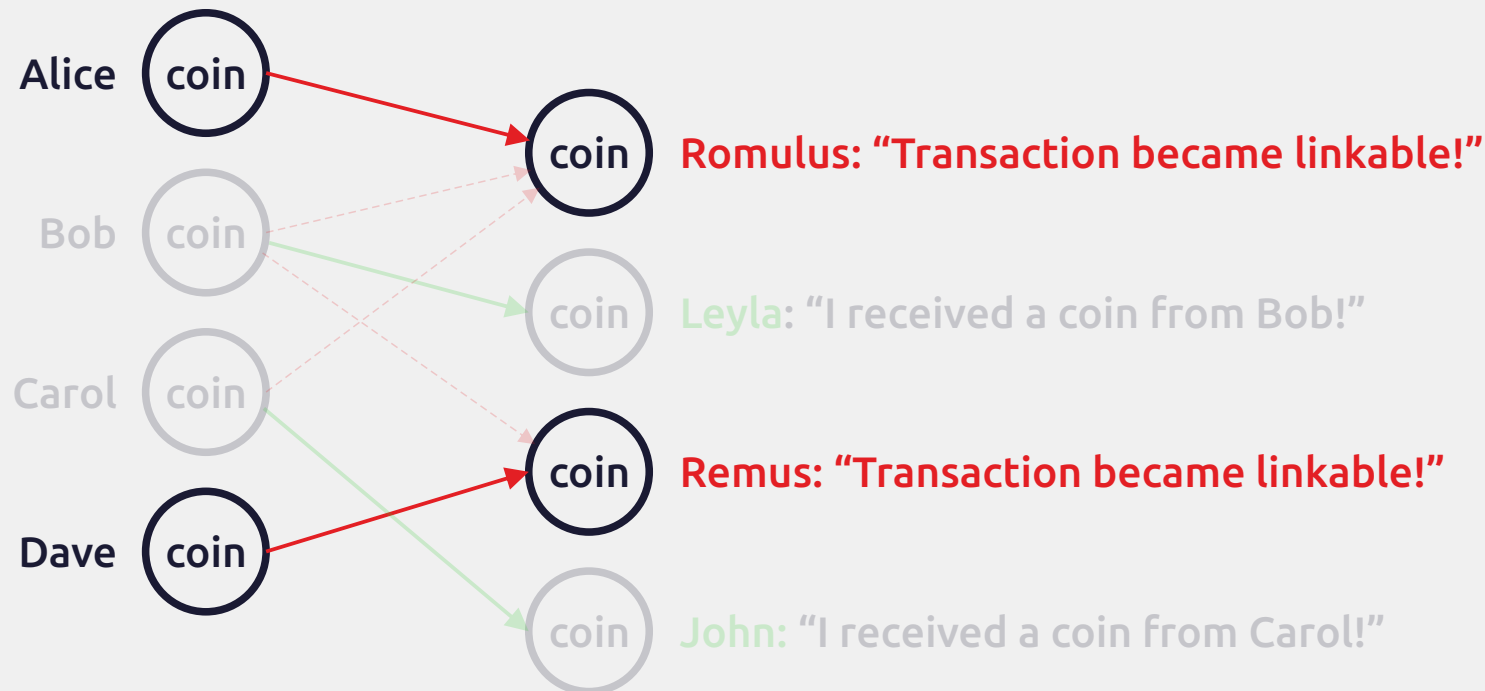 Alice coin
coin Romulus: “Transaction became linkable!”
Bob coin
coin Leyla: “I received a coin from Bob!”
Carol coin
coin Remus: “Transaction became linkable!”
Dave coin
coin John: “I received a coin from Carol!”